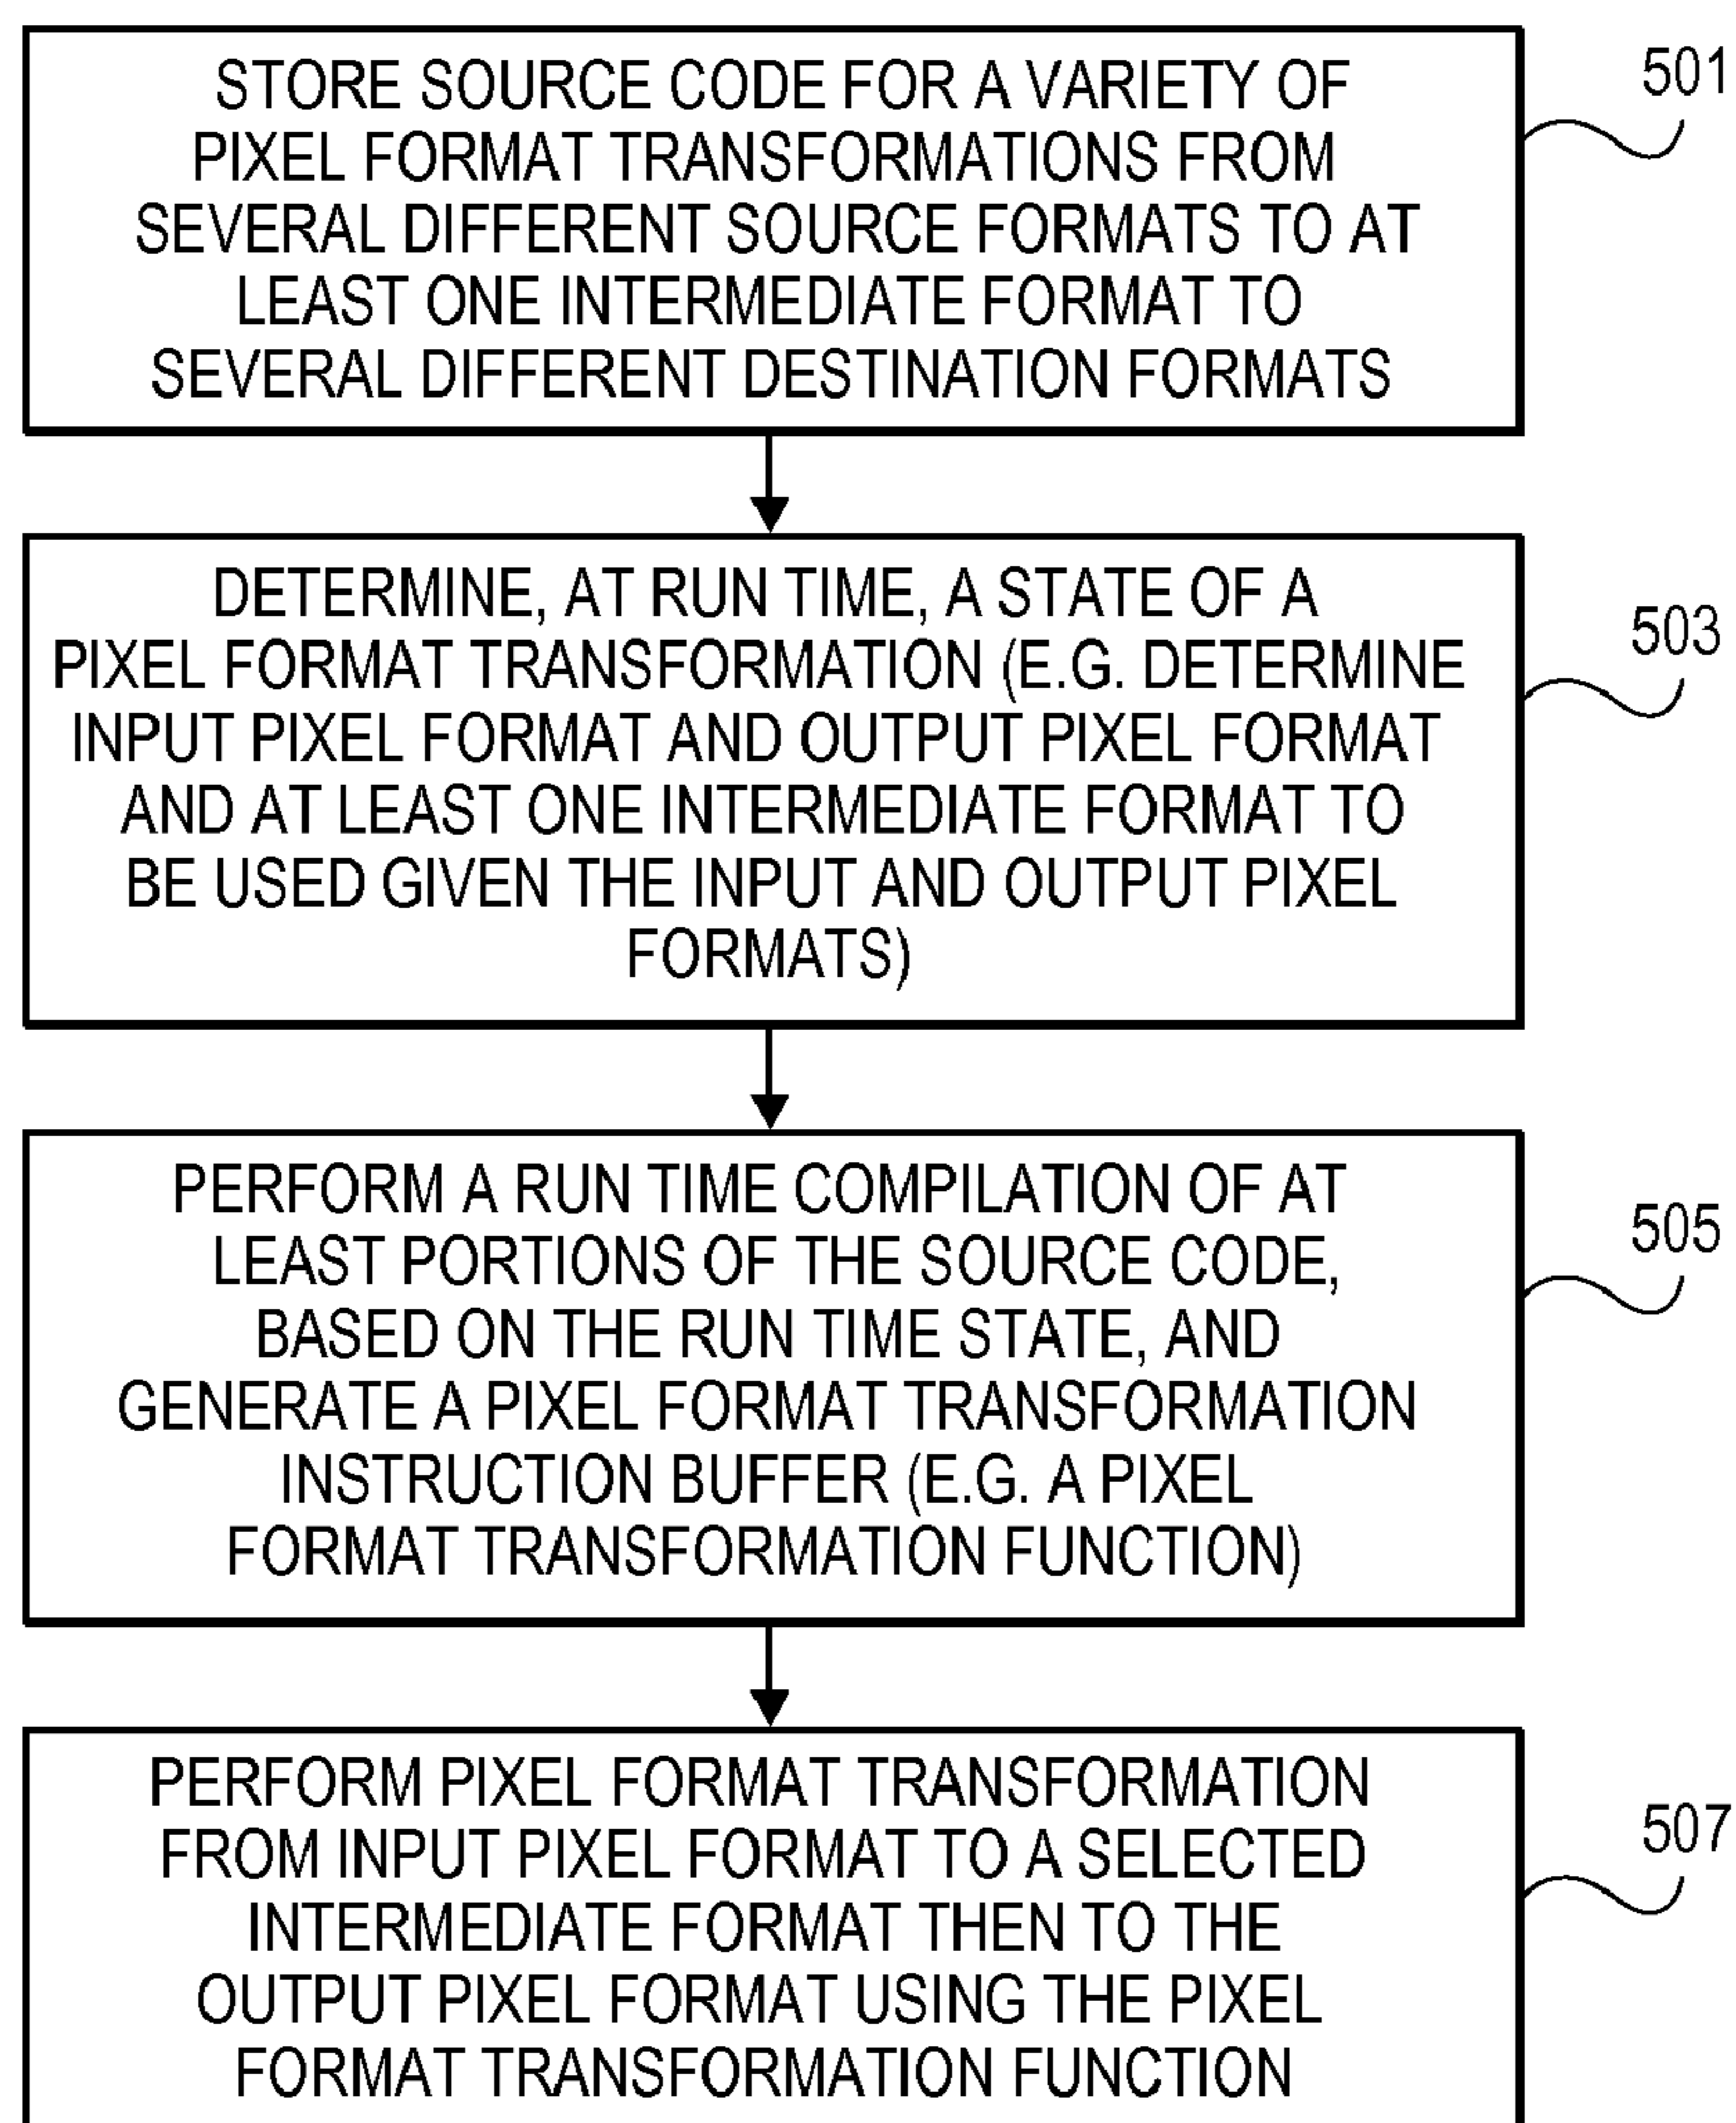 STORE SOURCE CODE FOR A VARIETY OF
PIXEL FORMAT TRANSFORMATIONS FROM
SEVERAL DIFFERENT SOURCE FORMATS TO AT
LEAST ONE INTERMEDIATE FORMAT TO
SEVERAL DIFFERENT DESTINATION FORMATS
501
DETERMINE, AT RUN TIME, A STATE OF A
PIXEL FORMAT TRANSFORMATION (E.G. DETERMINE
INPUT PIXEL FORMAT AND OUTPUT PIXEL FORMAT
AND AT LEAST ONE INTERMEDIATE FORMAT TO
BE USED GIVEN THE INPUT AND OUTPUT PIXEL
FORMATS)
503
PERFORM A RUN TIME COMPILATION OF AT
LEAST PORTIONS OF THE SOURCE CODE,
BASED ON THE RUN TIME STATE, AND
GENERATE A PIXEL FORMAT TRANSFORMATION
INSTRUCTION BUFFER (E.G. A PIXEL
FORMAT TRANSFORMATION FUNCTION)
505
PERFORM PIXEL FORMAT TRANSFORMATION
FROM INPUT PIXEL FORMAT TO A SELECTED
INTERMEDIATE FORMAT THEN TO THE
OUTPUT PIXEL FORMAT USING THE PIXEL
FORMAT TRANSFORMATION FUNCTION
507